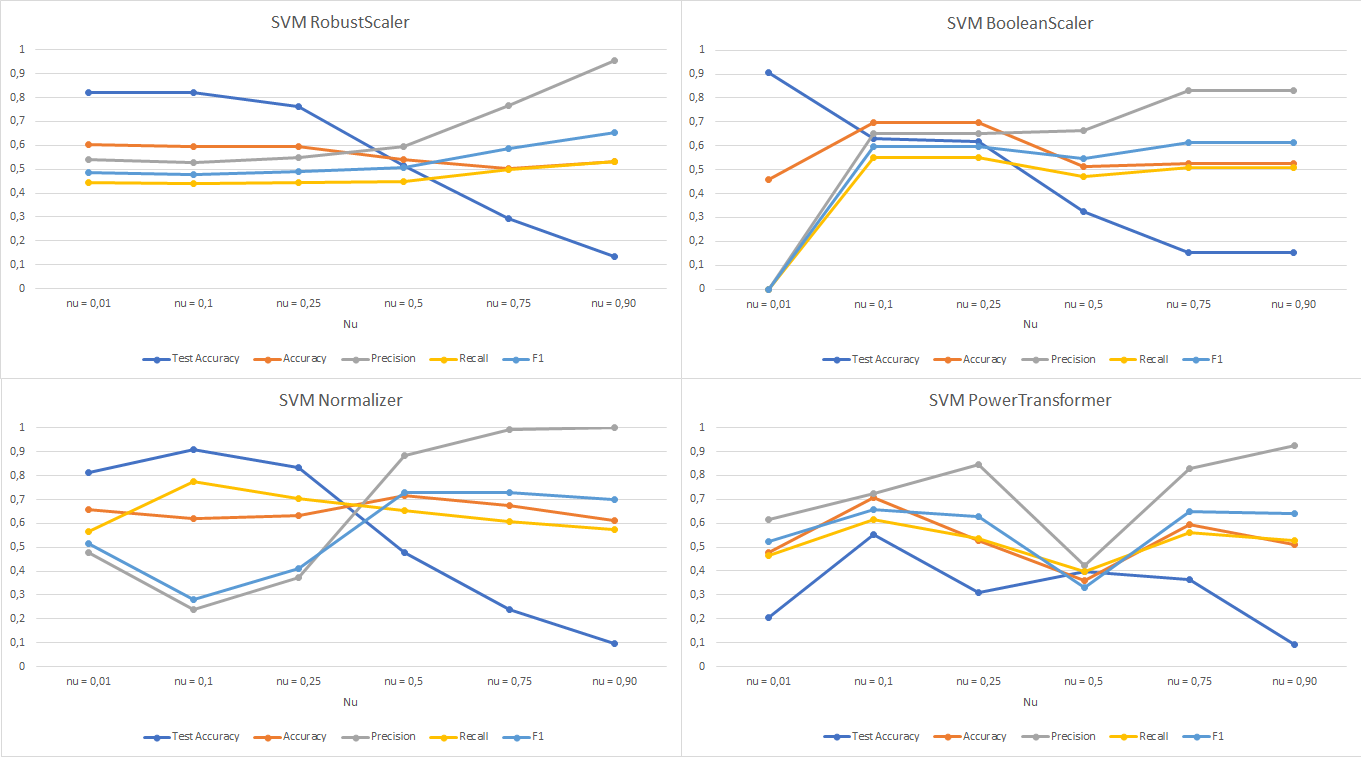 SVM RobustScaler
1
0,9
0,8
0,7
0,6
0,5
0,4
0,3
0,2
0,1
0
nu = 0,01 nu = 0,1 nu = 0,25 nu = 0,5 nu = 0,75 nu = 0,90
Nu
Test Accuracy Accuracy Precision Recall F1
SVM BooleanScaler
1
0,9
0,8
0,7
0,6
0,5
0,4
0,3
0,2
0,1
0
nu = 0,01 nu = 0,1 nu = 0,25 nu = 0,5 nu = 0,75 nu = 0,90
Nu
Test Accuracy Accuracy Precision Recall F1
SVM Normalizer
1
0,9
0,8
0,7
0,6
0,5
0,4
0,3
0,2
0,1
0
nu = 0,01 nu = 0,1 nu = 0,25 nu = 0,5 nu = 0,75 nu = 0,90
Nu
Test Accuracy Accuracy Precision Recall F1
SVM PowerTransformer
1
0,9
0,8
0,7
0,6
0,5
0,4
0,3
0,2
0,1
0
nu = 0,01 nu = 0,1 nu = 0,25 nu = 0,5 nu = 0,75 nu = 0,90
Nu
Test Accuracy Accuracy Precision Recall F1